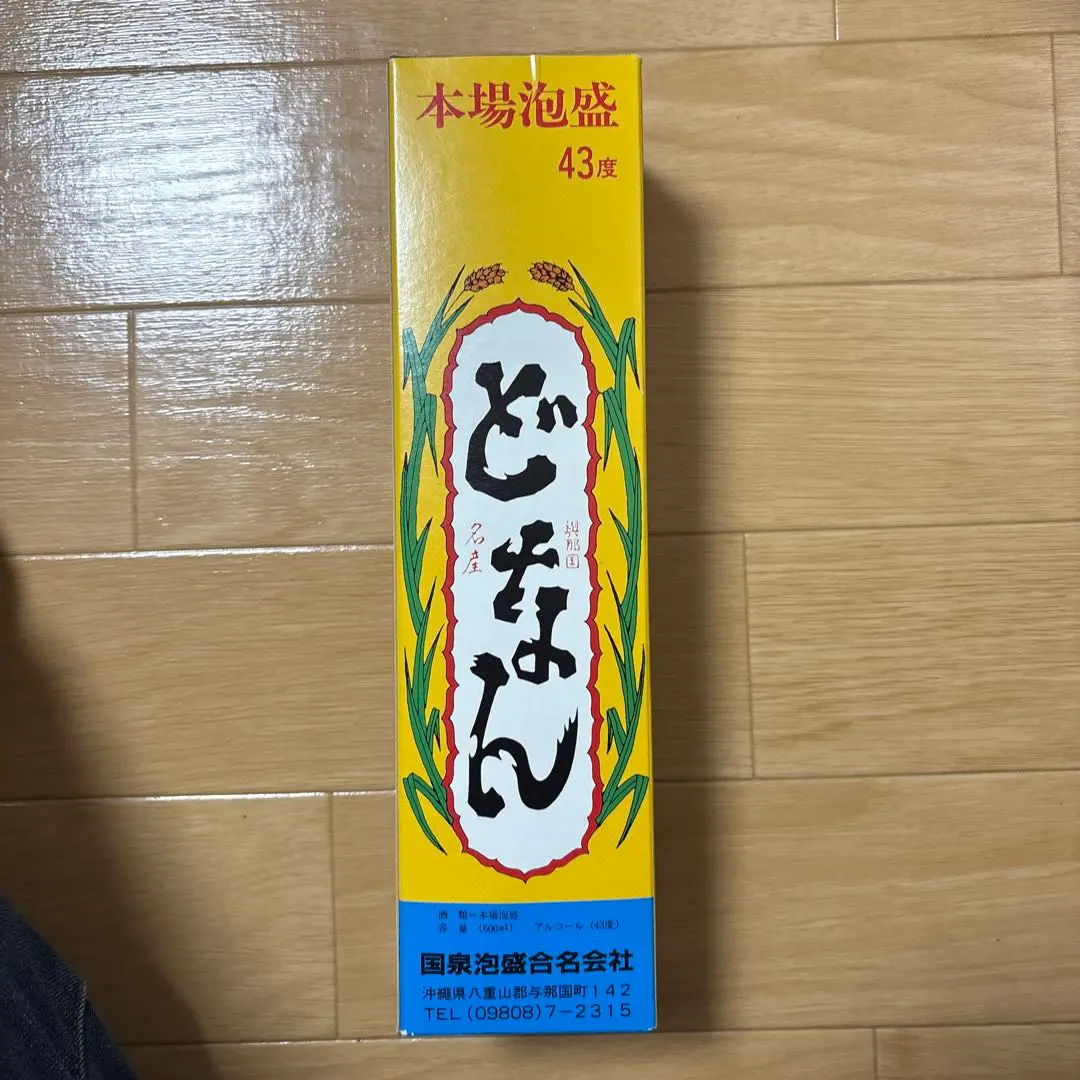 本場泡盛
43度
どなん
與那国
名産
酒 類=本場泡盛
容 量 (600㎖) アルコール (43度)
国泉泡盛合名会社
沖縄県八重山郡与那国町142
TEL(09808)7-2315